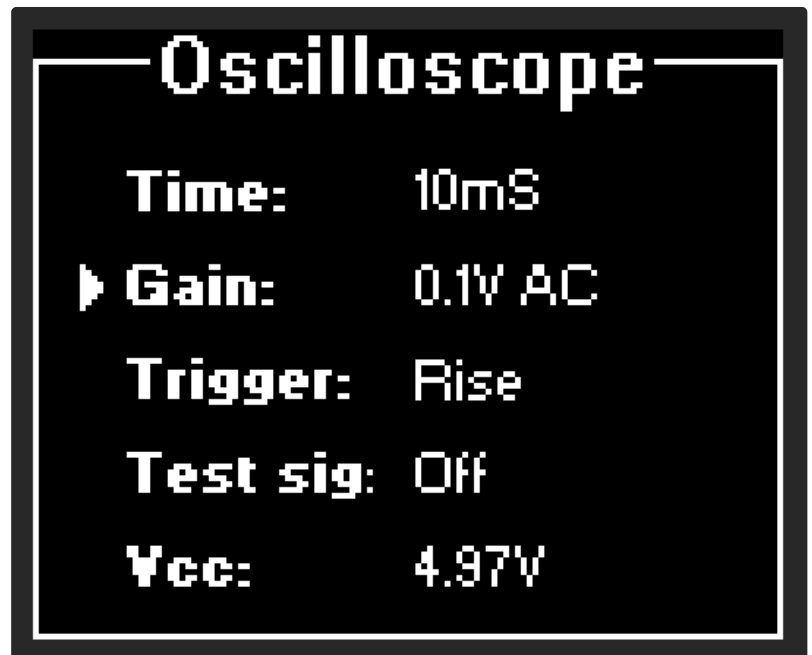 Oscilloscope
Time: 10mS
Gain: 0.1V AC
Trigger: Rise
Test sig: Off
Vcc: 4.97V